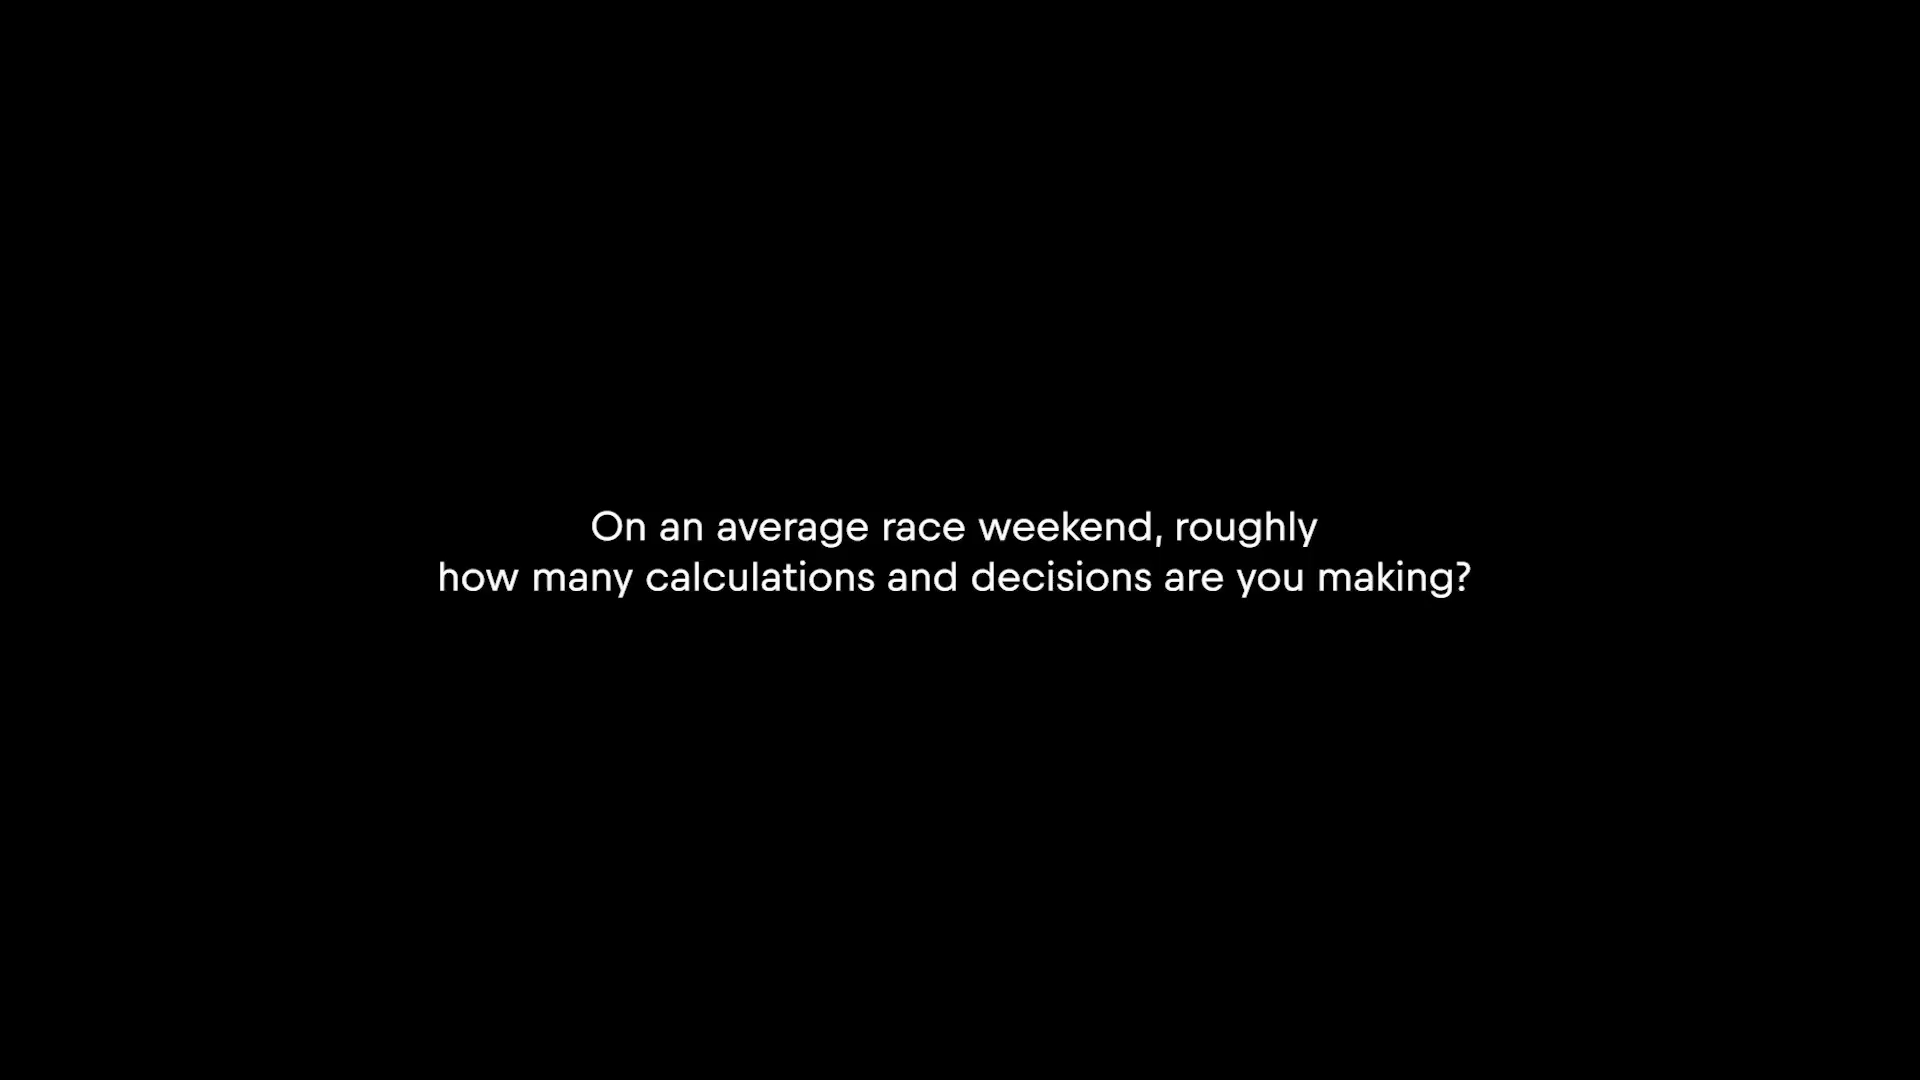 On an average race weekend, roughly
how many calculations and decisions are you making?